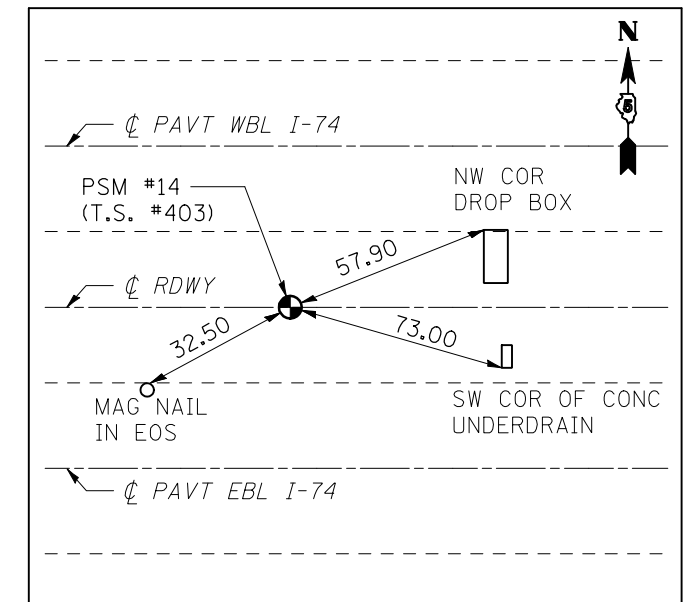 N
5
℄ PAVT WBL I-74
PSM #14
(T.S. #403)
NW COR
DROP BOX
57.90
℄ RDWY
32.50
73.00
MAG NAIL
IN EOS
SW COR OF CONC
UNDERDRAIN
℄ PAVT EBL I-74